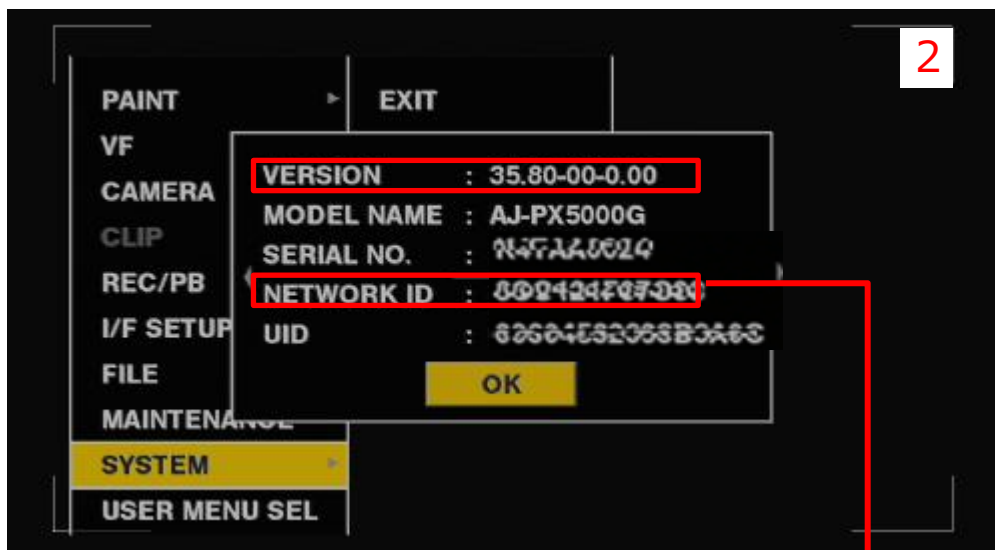 2
PAINT ▸ EXIT
VF
CAMERA
CLIP
REC/PB
I/F SETUP
FILE
SYSTEM
USER MENU SEL
VERSION : 35.80-00-0.00
MODEL NAME : AJ-PX5000G
SERIAL NO. :
NETWORK ID :
UID :
OK